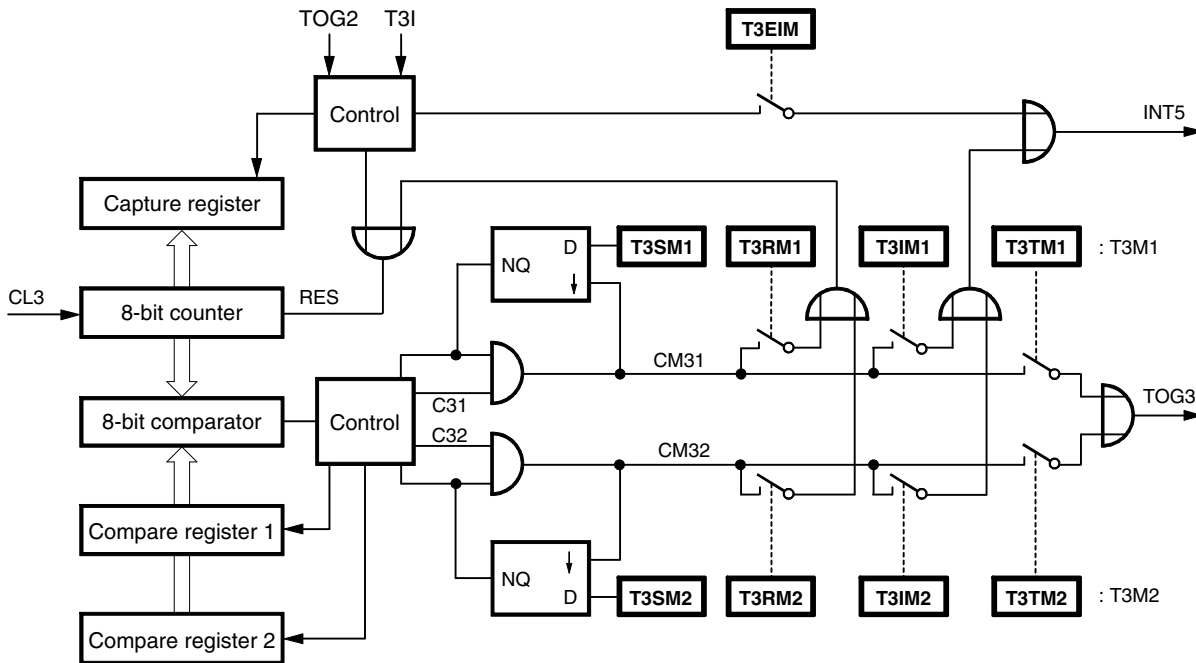 TOG2 T3I
T3EIM
Control
INT5
Capture register
D
T3SM1
T3RM1
T3IM1
T3TM1
: T3M1
NQ
CL3
8-bit counter
RES
CM31
8-bit comparator
Control
C31
C32
TOG3
CM32
Compare register 1
NQ
D
T3SM2
T3RM2
T3IM2
T3TM2
: T3M2
Compare register 2